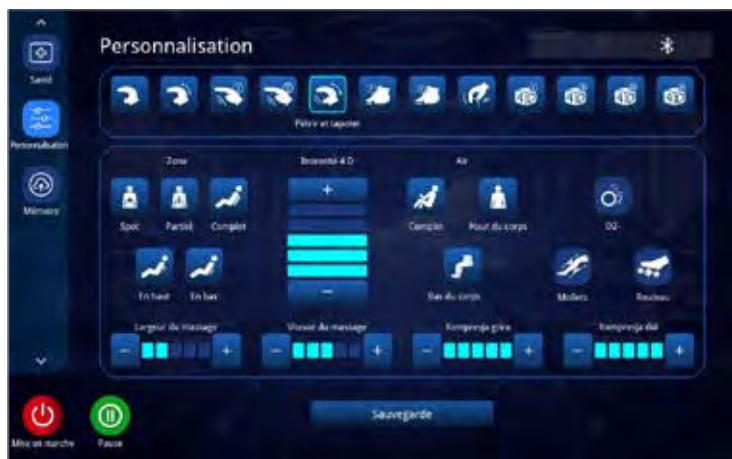 Personnalisation
Santé
Personnalisation
Mémoire
Pétrir et tapoter
Zone
Intensité 4 D
Air
+
Spot
Partiel
Complet
Complet
Haut du corps
O2-
−
En haut
En bas
Bas du corps
Mollets
Rouleau
Largeur du massage
Vitesse du massage
Kompresja góra
Kompresja dół
− +
− +
− +
− +
Mise en marche
Pause
Sauvegarde